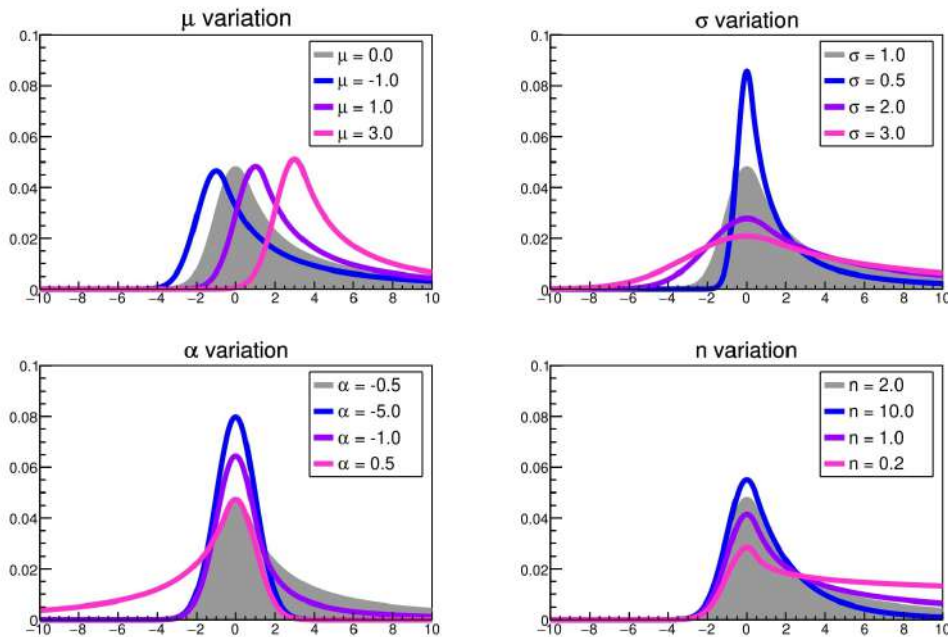 μ variation
0.1
0.08
0.06
0.04
0.02
0
−10 −8 −6 −4 −2 0 2 4 6 8 10
μ = 0.0
μ = -1.0
μ = 1.0
μ = 3.0
σ variation
0.1
0.08
0.06
0.04
0.02
0
−10 −8 −6 −4 −2 0 2 4 6 8 10
σ = 1.0
σ = 0.5
σ = 2.0
σ = 3.0
α variation
0.1
0.08
0.06
0.04
0.02
0
−10 −8 −6 −4 −2 0 2 4 6 8 10
α = -0.5
α = -5.0
α = -1.0
α = 0.5
n variation
0.1
0.08
0.06
0.04
0.02
0
−10 −8 −6 −4 −2 0 2 4 6 8 10
n = 2.0
n = 10.0
n = 1.0
n = 0.2